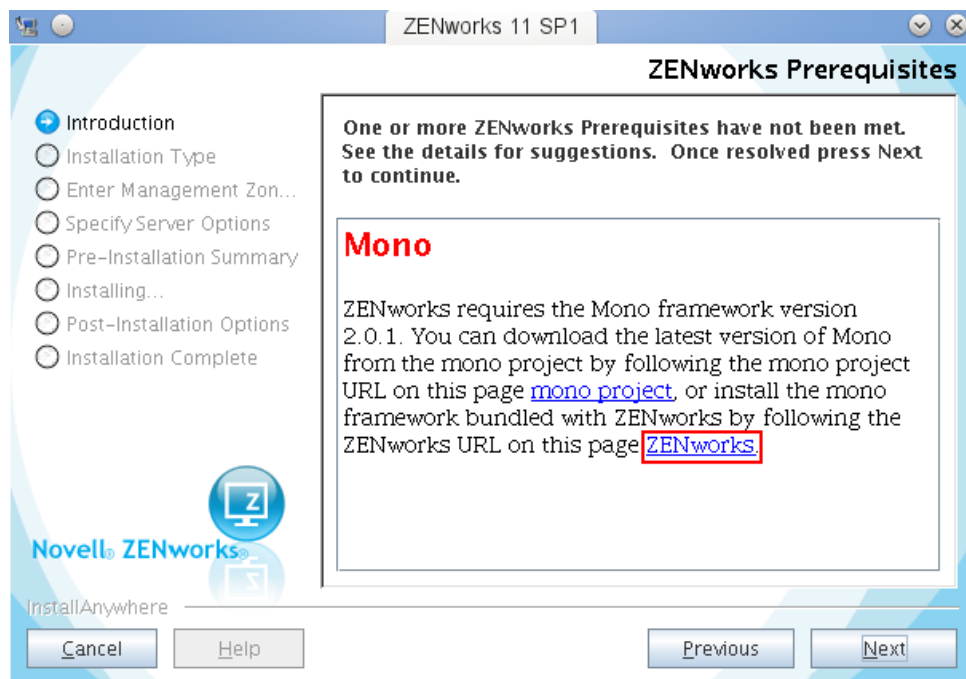 ZENworks 11 SP1
ZENworks Prerequisites
Introduction
Installation Type
Enter Management Zon...
Specify Server Options
Pre-Installation Summary
Installing...
Post-Installation Options
Installation Complete
One or more ZENworks Prerequisites have not been met.
See the details for suggestions. Once resolved press Next
to continue.
Mono
ZENworks requires the Mono framework version
2.0.1. You can download the latest version of Mono
from the mono project by following the mono project
URL on this page mono project, or install the mono
framework bundled with ZENworks by following the
ZENworks URL on this page ZENworks.
Z
Novell® ZENworks®
InstallAnywhere
Cancel
Help
Previous
Next